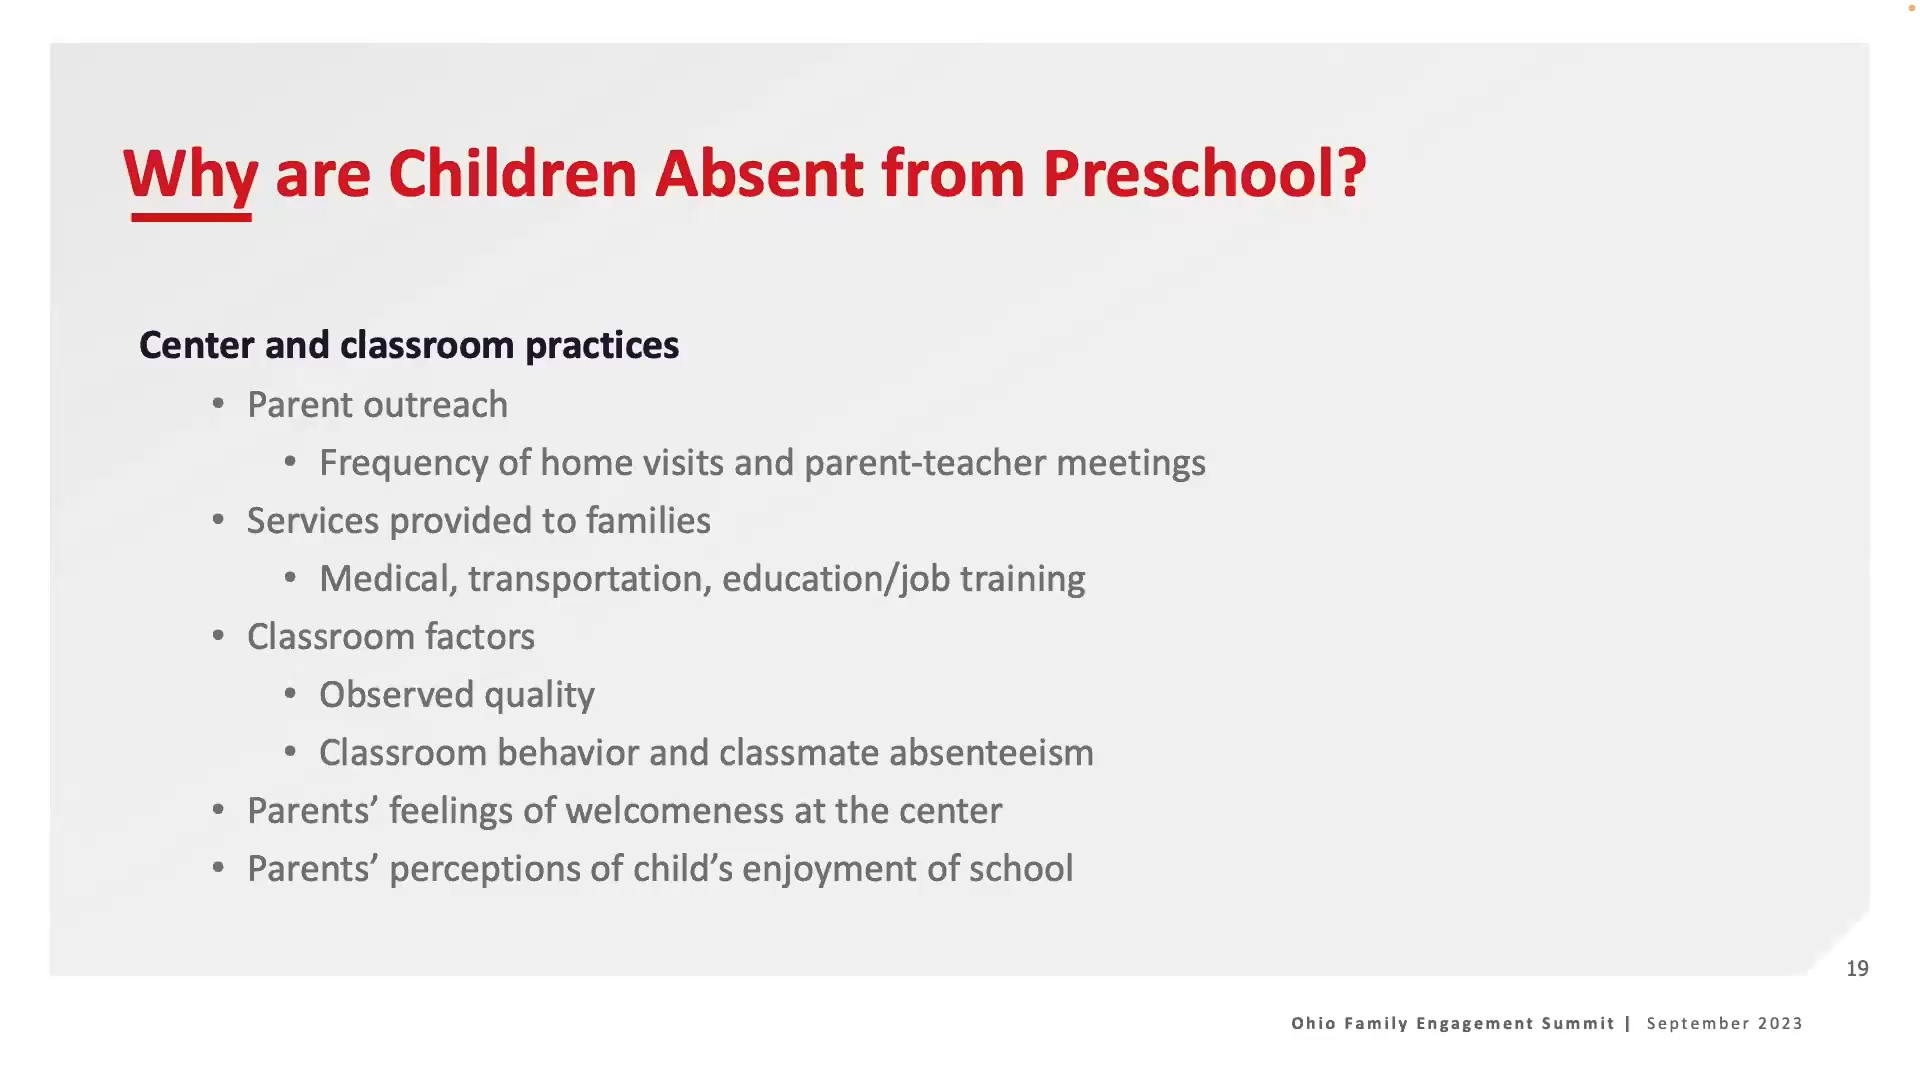 Why are Children Absent from Preschool?
Center and classroom practices
• Parent outreach
• Frequency of home visits and parent-teacher meetings
• Services provided to families
• Medical, transportation, education/job training
• Classroom factors
• Observed quality
• Classroom behavior and classmate absenteeism
• Parents’ feelings of welcomeness at the center
• Parents’ perceptions of child’s enjoyment of school
19
Ohio Family Engagement Summit | September 2023